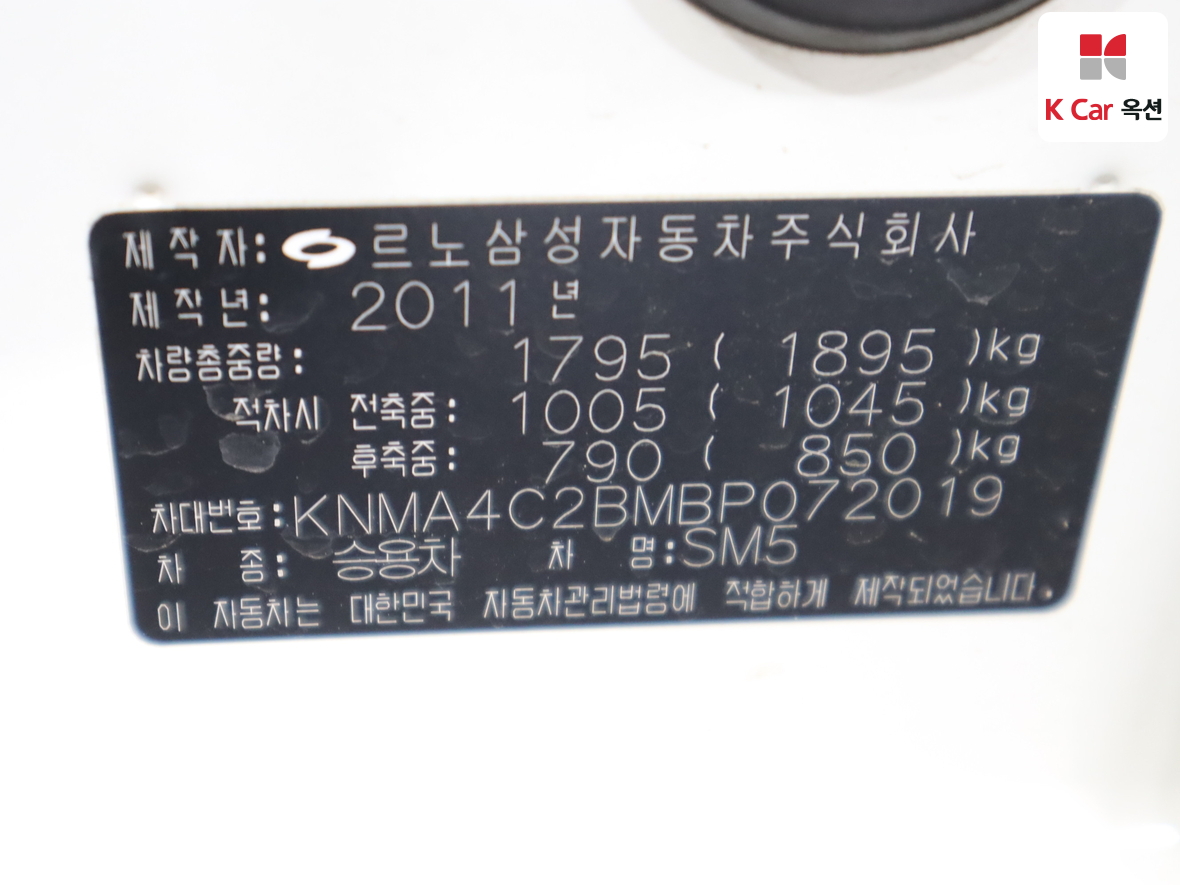 K Car 옥션
제 작 자: 르노삼성자동차주식회사
제 작 년: 2011 년
차량총중량: 1795 ( 1895 )kg
적차시 전축중: 1005 ( 1045 )kg
후축중: 790 ( 850 )kg
차대번호:KNMA4C2BMBP072019
차 종: 승용차 차 명:SM5
이 자동차는 대한민국 자동차관리법령에 적합하게 제작되었습니다.